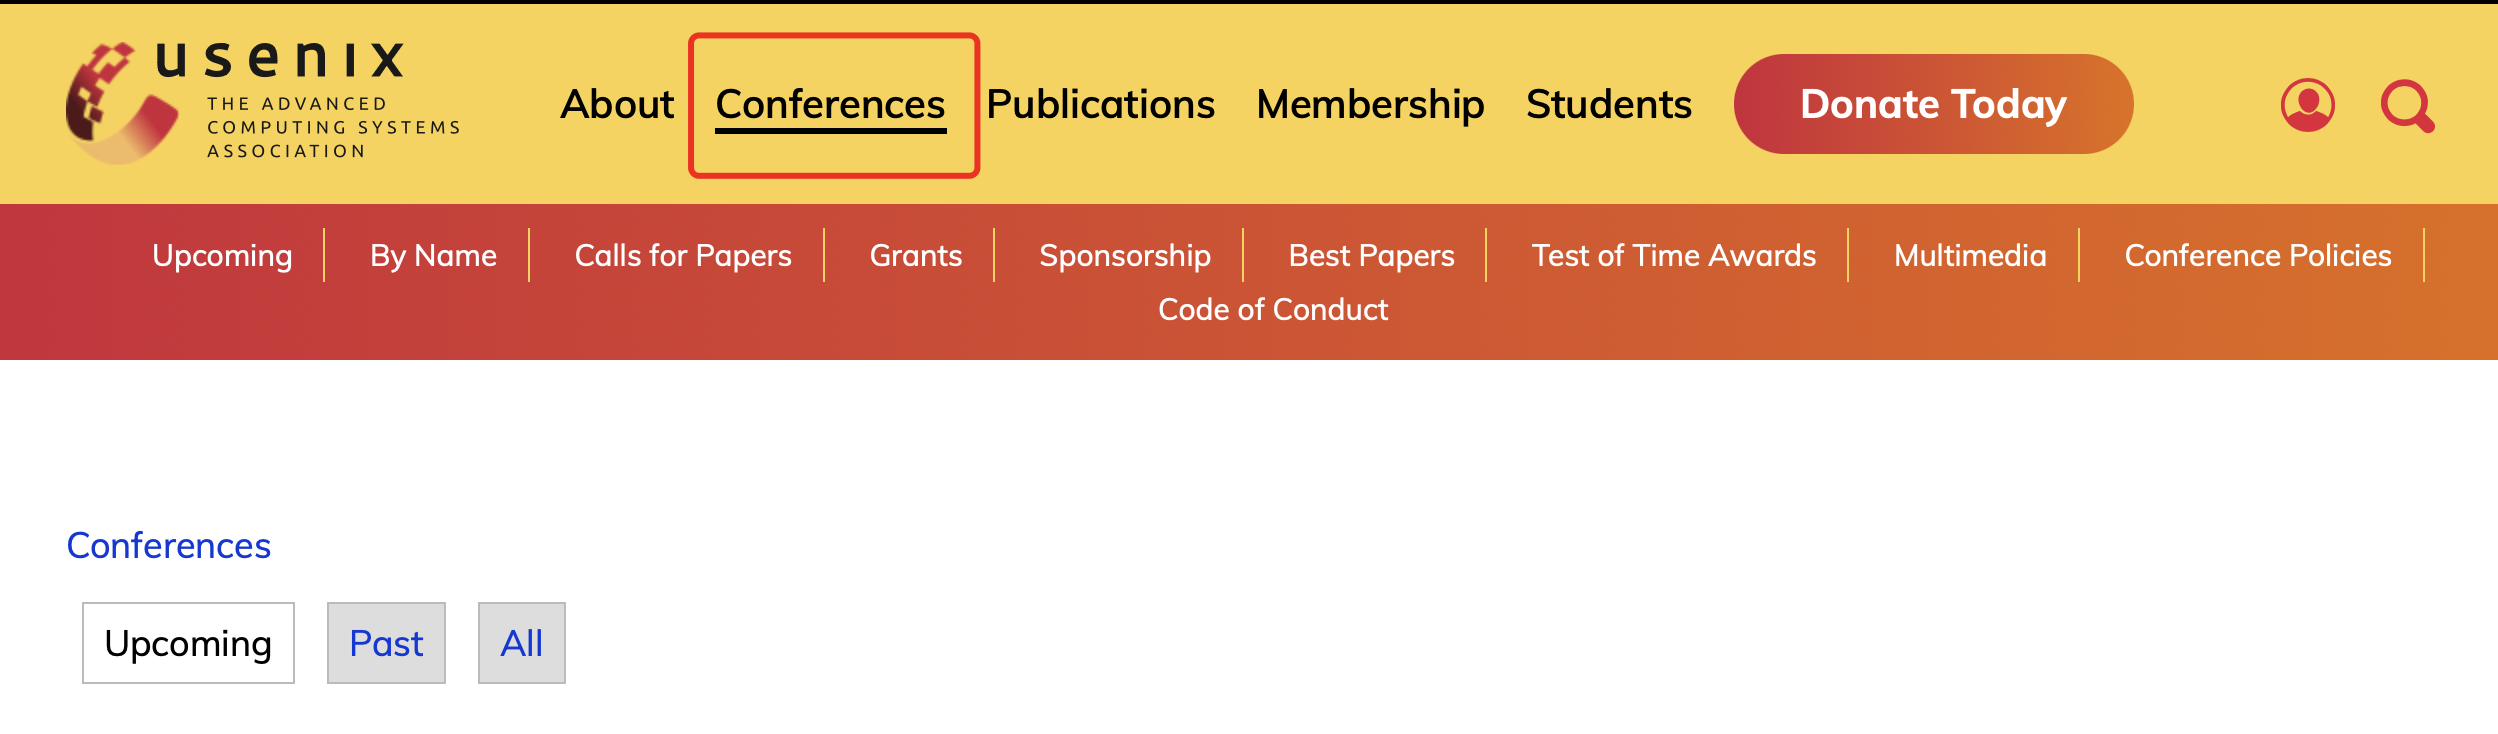 usenix
THE ADVANCED
COMPUTING SYSTEMS
ASSOCIATION
About Conferences Publications Membership Students Donate Today
Upcoming By Name Calls for Papers Grants Sponsorship Best Papers Test of Time Awards Multimedia Conference Policies
Code of Conduct
Conferences
Upcoming Past All